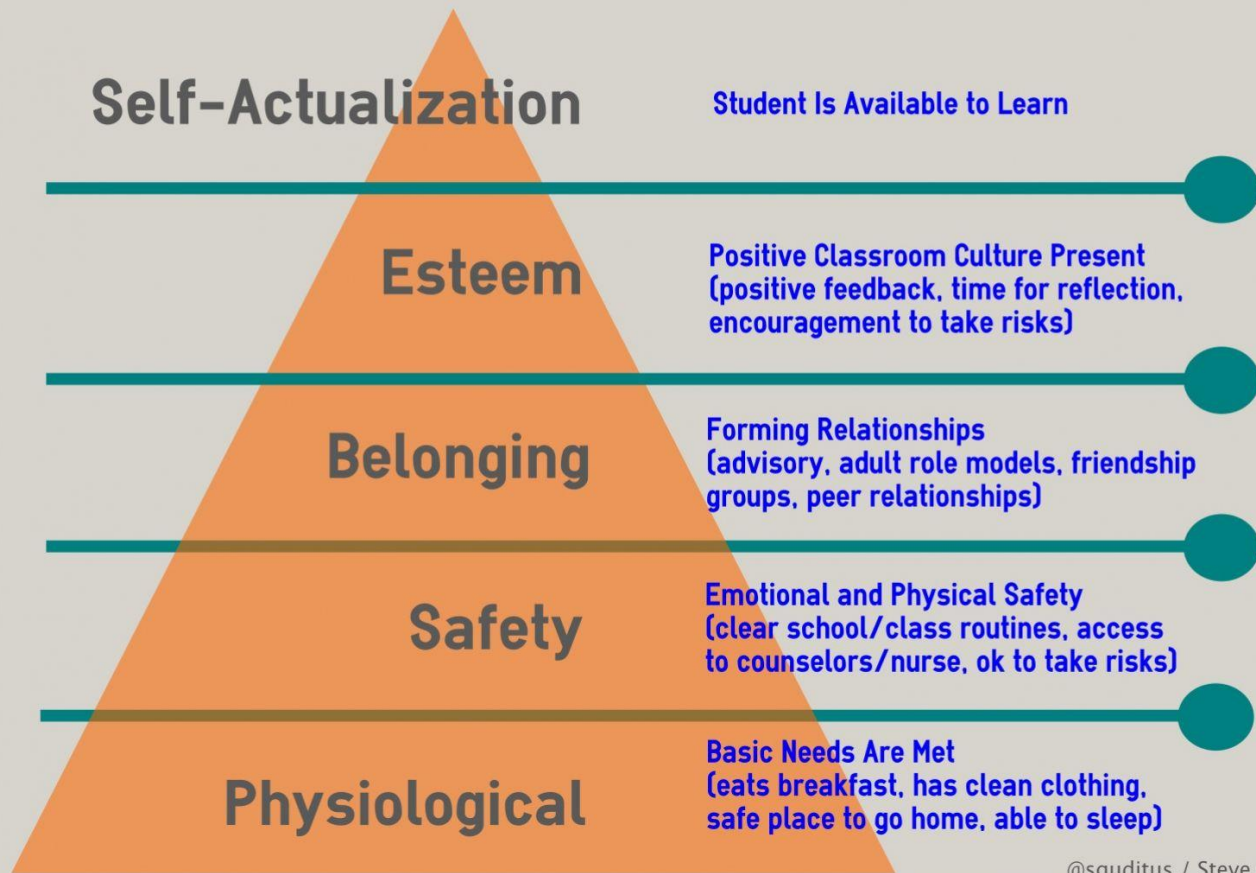 Self-Actualization
Student Is Available to Learn
Esteem
Positive Classroom Culture Present
(positive feedback, time for reflection,
encouragement to take risks)
Belonging
Forming Relationships
(advisory, adult role models, friendship
groups, peer relationships)
Safety
Emotional and Physical Safety
(clear school/class routines, access
to counselors/nurse, ok to take risks)
Physiological
Basic Needs Are Met
(eats breakfast, has clean clothing,
safe place to go home, able to sleep)
@squditus / Steve